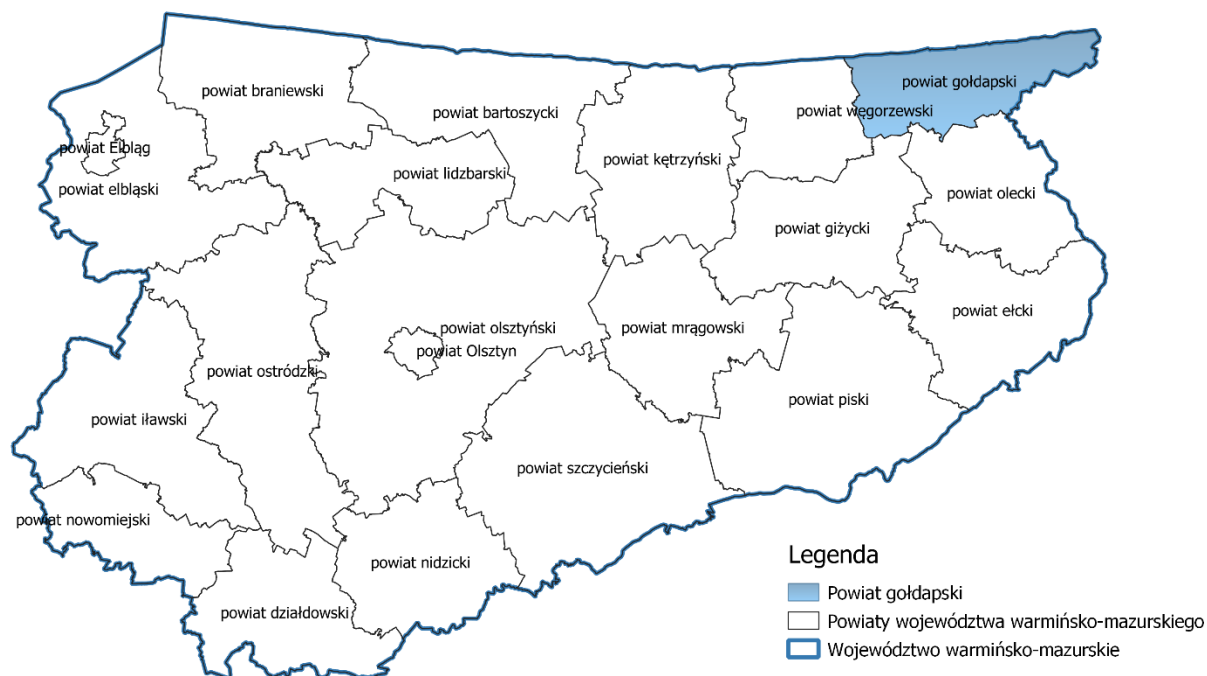 powiat gołdapski
powiat braniewski
powiat bartoszycki
powiat węgorzewski
powiat Elbląg
powiat kętrzyński
powiat lidzbarski
powiat elbląski
powiat olecki
powiat giżycki
powiat ełcki
powiat olsztyński
powiat mrągowski
powiat Olsztyn
powiat ostródzki
powiat piski
powiat iławski
powiat szczycieński
powiat nowomiejski
powiat nidzicki
powiat działdowski
Legenda
Powiat gołdapski
Powiaty województwa warmińsko-mazurskiego
Województwo warmińsko-mazurskie